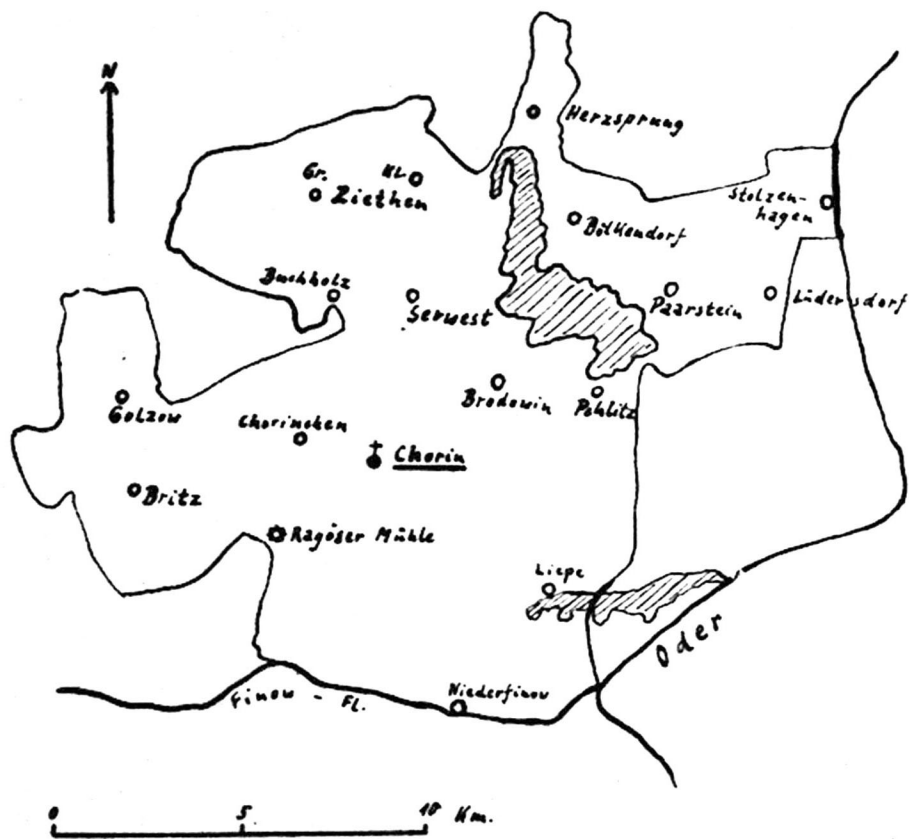 N
Herzsprung
Kl.
Gr.
Ziethen
Stolzen-
hagen
Bölkendorf
Buchholz
Serwest
Paarstein
Lüdersdorf
Brodowin
Pehlitz
Golzow
Chorinchen
Chorin
Britz
Ragöser Mühle
Liepe
Oder
Finow - Fl.
Niederfinow
0 5 10 Km.